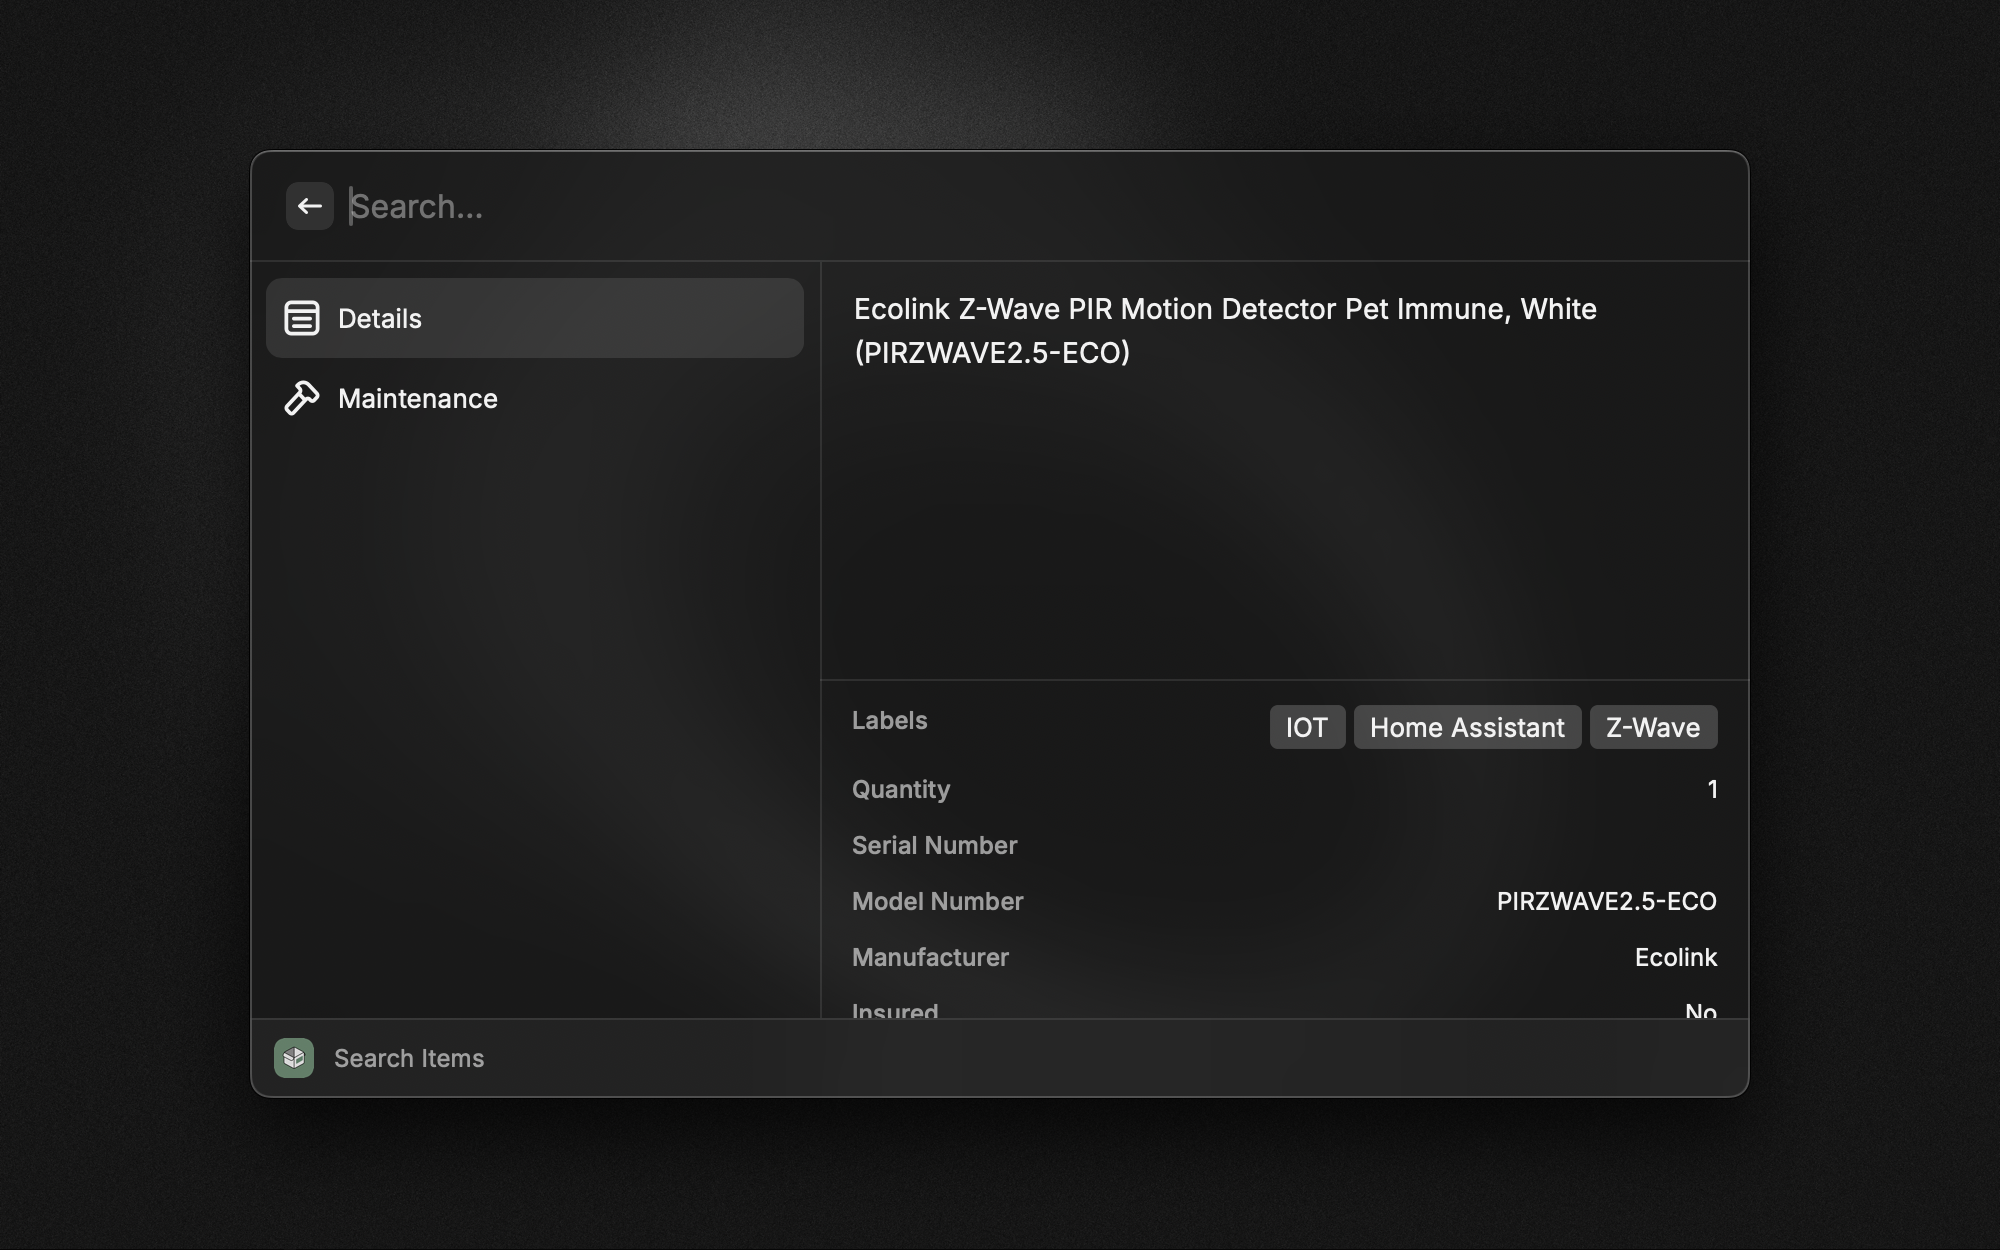 Search...
Details
Maintenance
Ecolink Z-Wave PIR Motion Detector Pet Immune, White
(PIRZWAVE2.5-ECO)
Labels IOT Home Assistant Z-Wave
Quantity 1
Serial Number
Model Number PIRZWAVE2.5-ECO
Manufacturer Ecolink
Insured No
Search Items